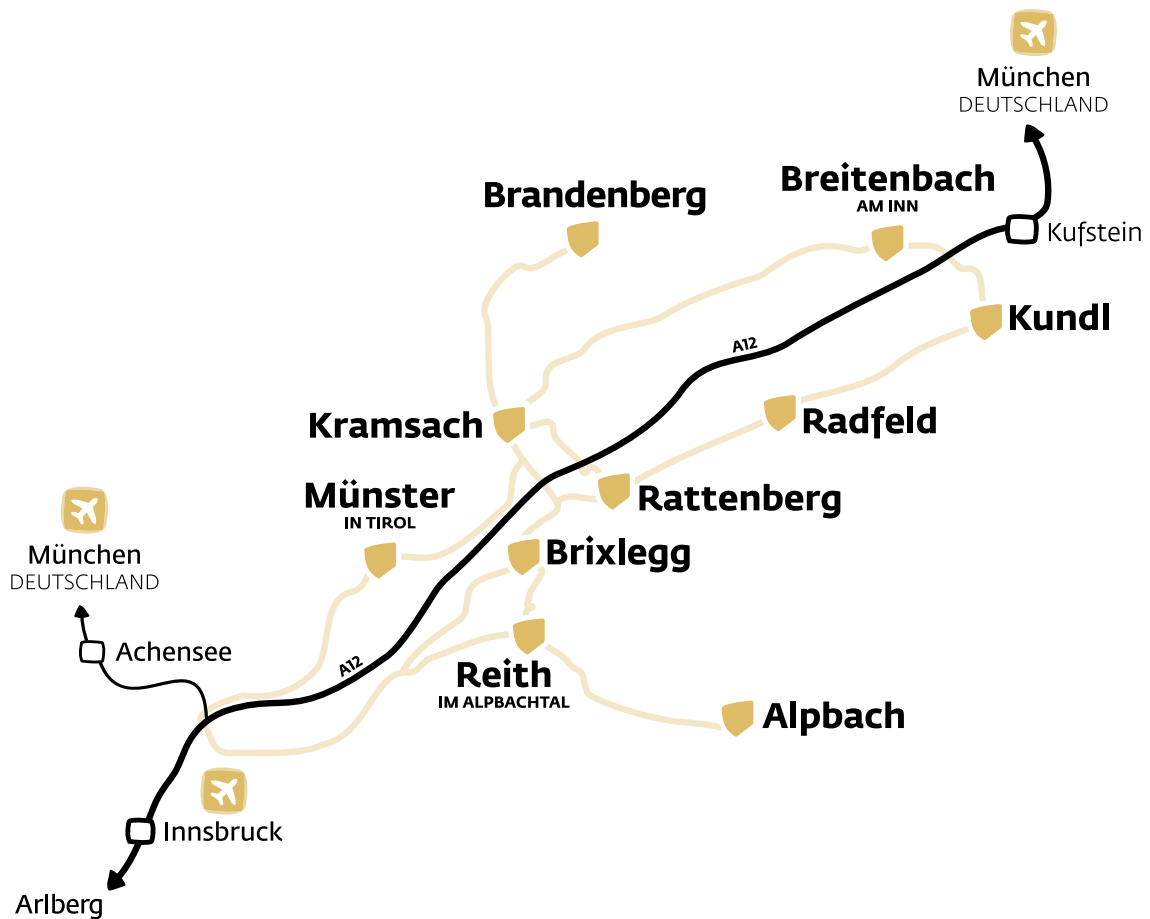 München
DEUTSCHLAND
Breitenbach
AM INN
Brandenberg
Kufstein
Kundl
A12
Radfeld
Kramsach
Münster
IN TIROL
Rattenberg
Brixlegg
München
DEUTSCHLAND
Achensee
A12
Reith
IM ALPBACHTAL
Alpbach
Innsbruck
Arlberg